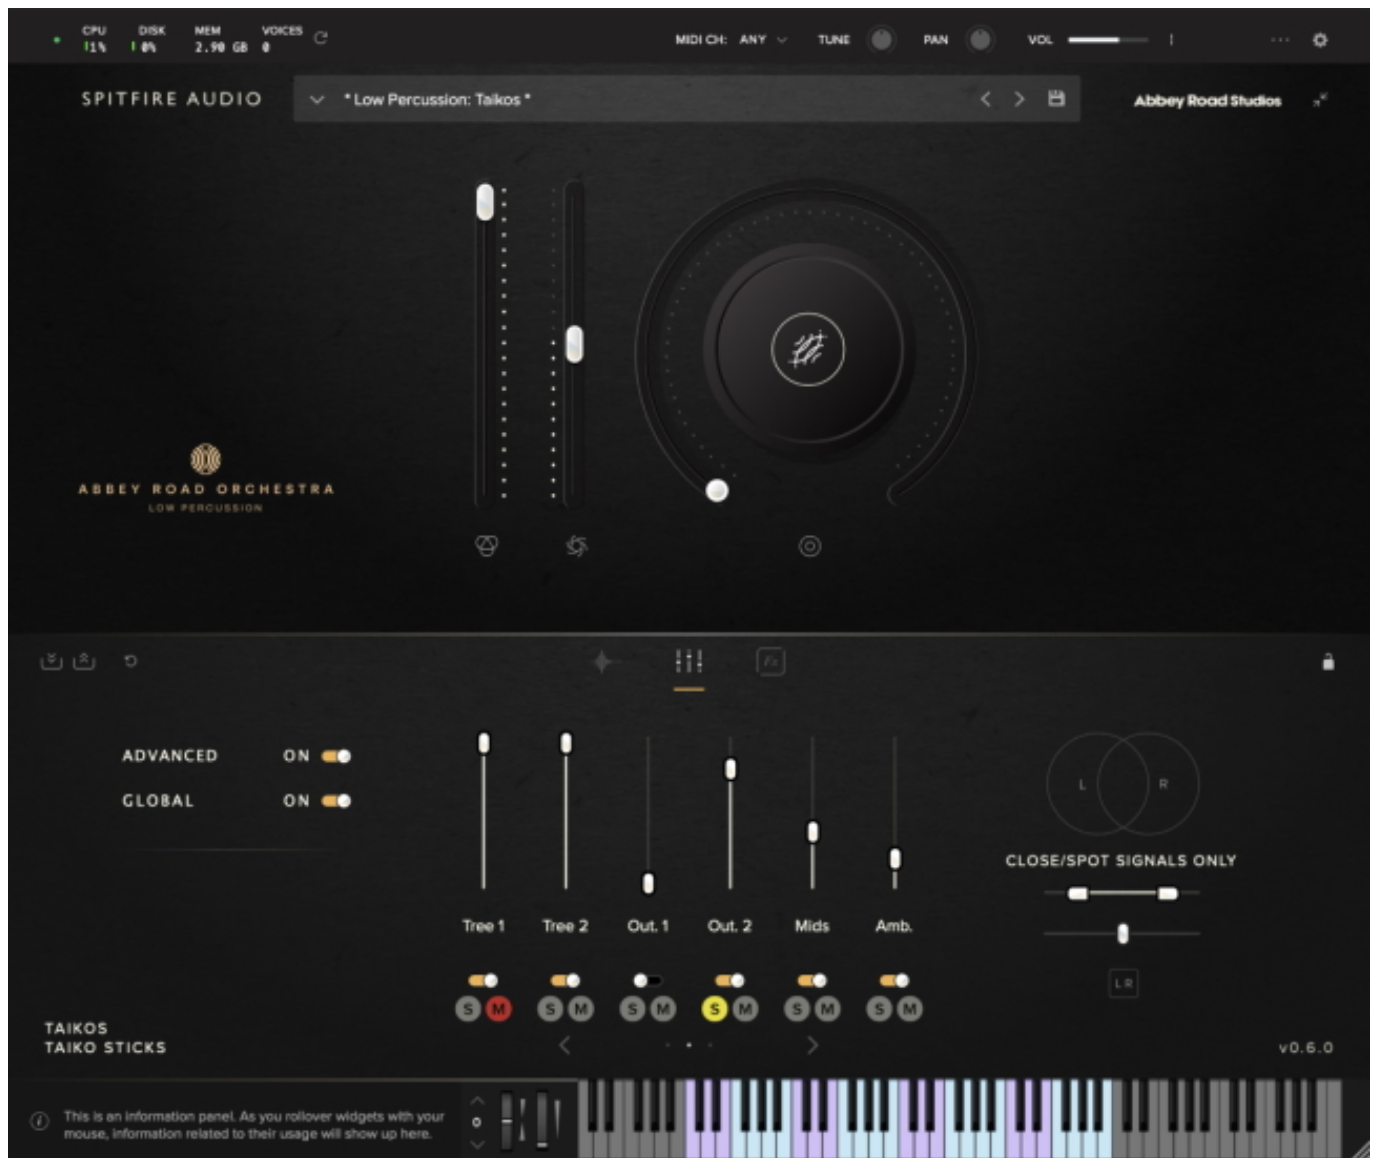 CPU DISK MEM VOICES
1% 0% 2.90 GB 0
MIDI CH: ANY TUNE PAN VOL
SPITFIRE AUDIO
* Low Percussion: Taikos *
Abbey Road Studios
ABBEY ROAD ORCHESTRA
LOW PERCUSSION
Fx
ADVANCED ON
GLOBAL ON
L R
CLOSE/SPOT SIGNALS ONLY
Tree 1 Tree 2 Out. 1 Out. 2 Mids Amb.
L R
S M S M S M S M S M S M
TAIKOS
TAIKO STICKS
v0.6.0
i
This is an information panel. As you rollover widgets with your
mouse, information related to their usage will show up here.
0